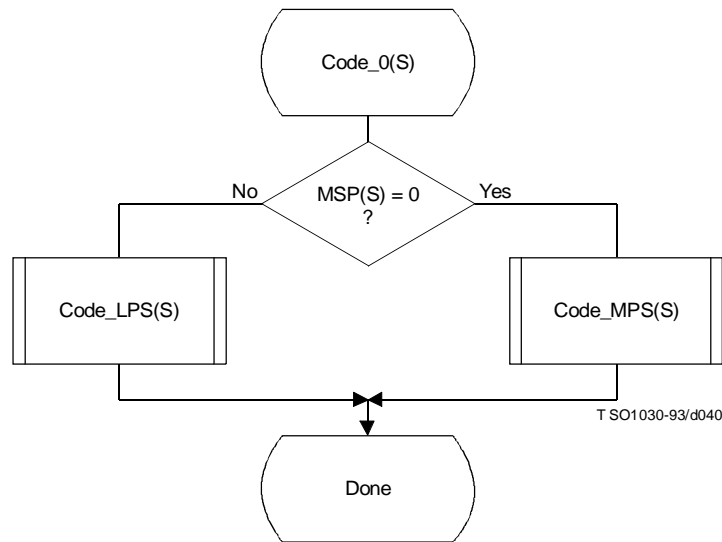 Code_0(S)
No
MSP(S) = 0
?
Yes
Code_LPS(S)
Code_MPS(S)
T SO1030-93/d040
Done